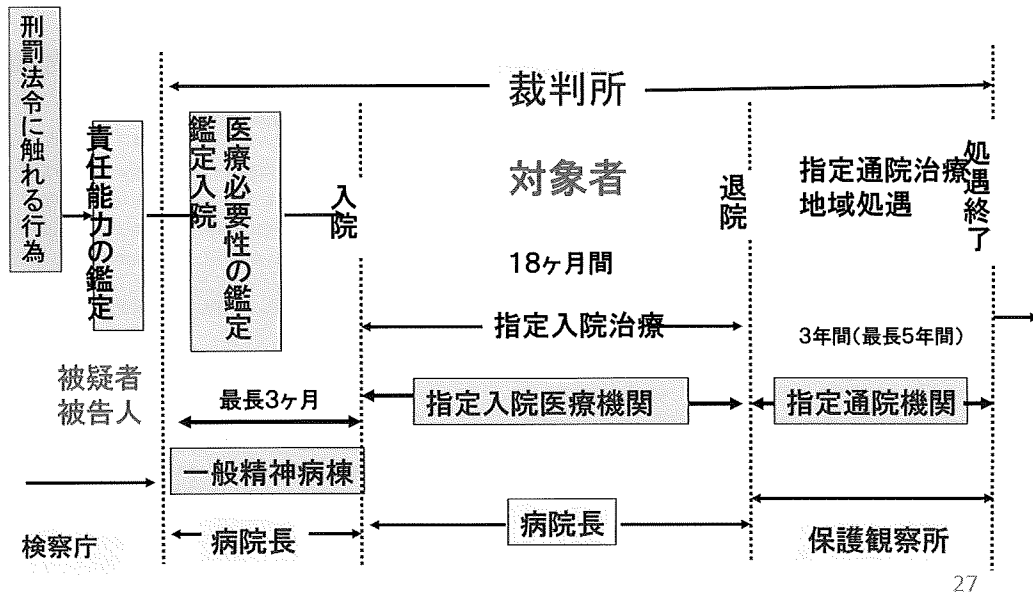 刑罰法令に触れる行為
責任能力の鑑定
医療必要性の鑑定
鑑定入院
裁判所
対象者
入院
退院
指定通院治療
地域処遇
処遇終了
18ヶ月間
指定入院治療
3年間(最長5年間)
被疑者
被告人
最長3ヶ月
指定入院医療機関
指定通院機関
一般精神病棟
検察庁
病院長
病院長
保護観察所
27